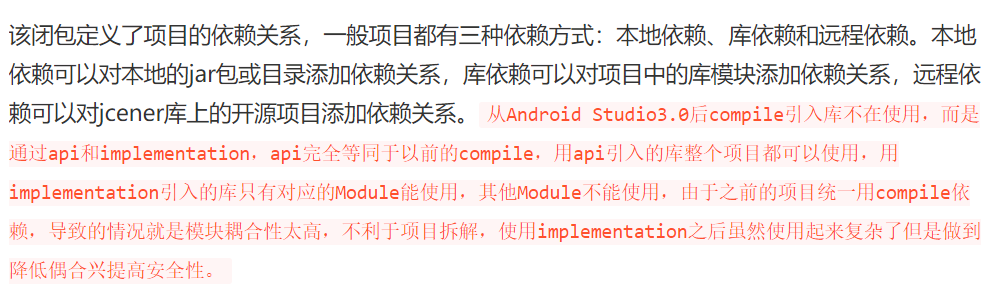 该闭包定义了项目的依赖关系，一般项目都有三种依赖方式：本地依赖、库依赖和远程依赖。本地
依赖可以对本地的jar包或目录添加依赖关系，库依赖可以对项目中的库模块添加依赖关系，远程依
赖可以对jcener库上的开源项目添加依赖关系。 从Android Studio3.0后compile引入库不在使用，而是
通过api和implementation，api完全等同于以前的compile，用api引入的库整个项目都可以使用，用
implementation引入的库只有对应的Module能使用，其他Module不能使用，由于之前的项目统一用compile依
赖，导致的情况就是模块耦合性太高，不利于项目拆解，使用implementation之后虽然使用起来复杂了但是做到
降低偶合兴提高安全性。